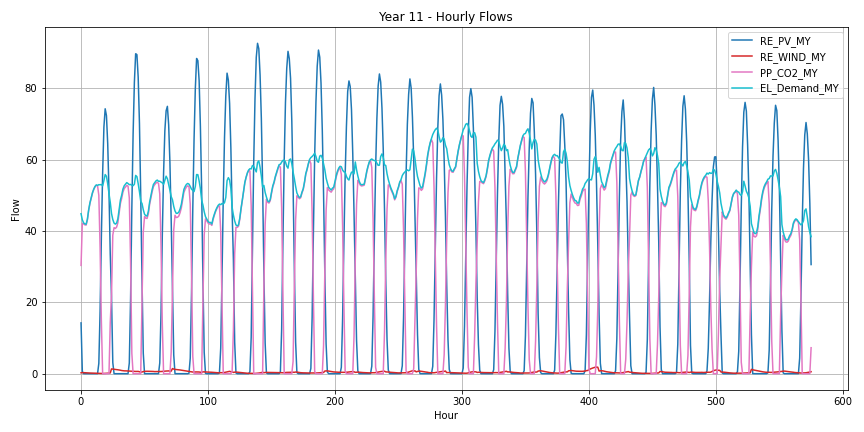 Year 11 - Hourly Flows
RE_PV_MY
RE_WIND_MY
PP_CO2_MY
EL_Demand_MY
Flow
80
60
40
20
0
0 100 200 300 400 500 600
Hour